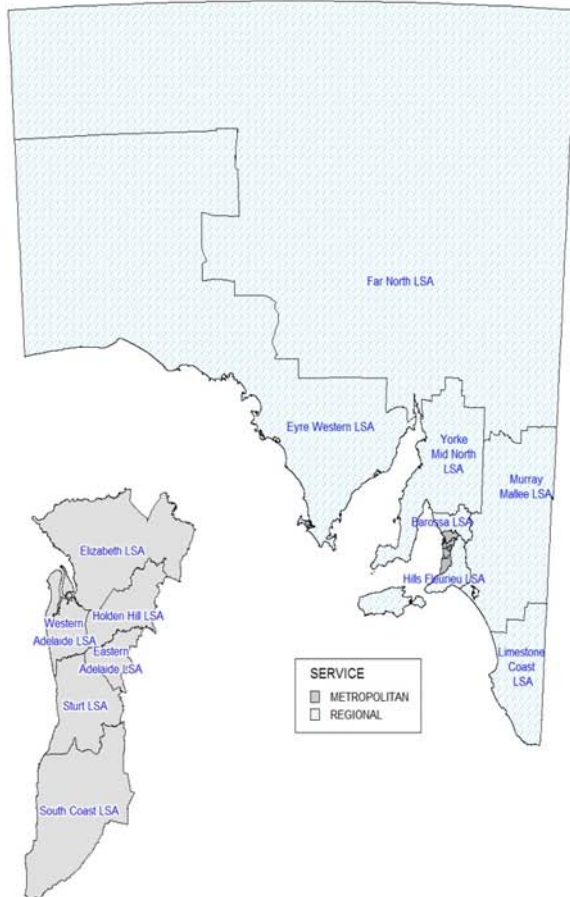 Far North LSA
Eyre Western LSA
Yorke
Mid North
LSA
Murray
Mallee LSA
Barossa LSA
Hills Fleurieu LSA
Limestone
Coast
LSA
Elizabeth LSA
Holden Hill LSA
Western
Adelaide LSA
Eastern
Adelaide LSA
Sturt LSA
South Coast LSA
SERVICE
METROPOLITAN
REGIONAL